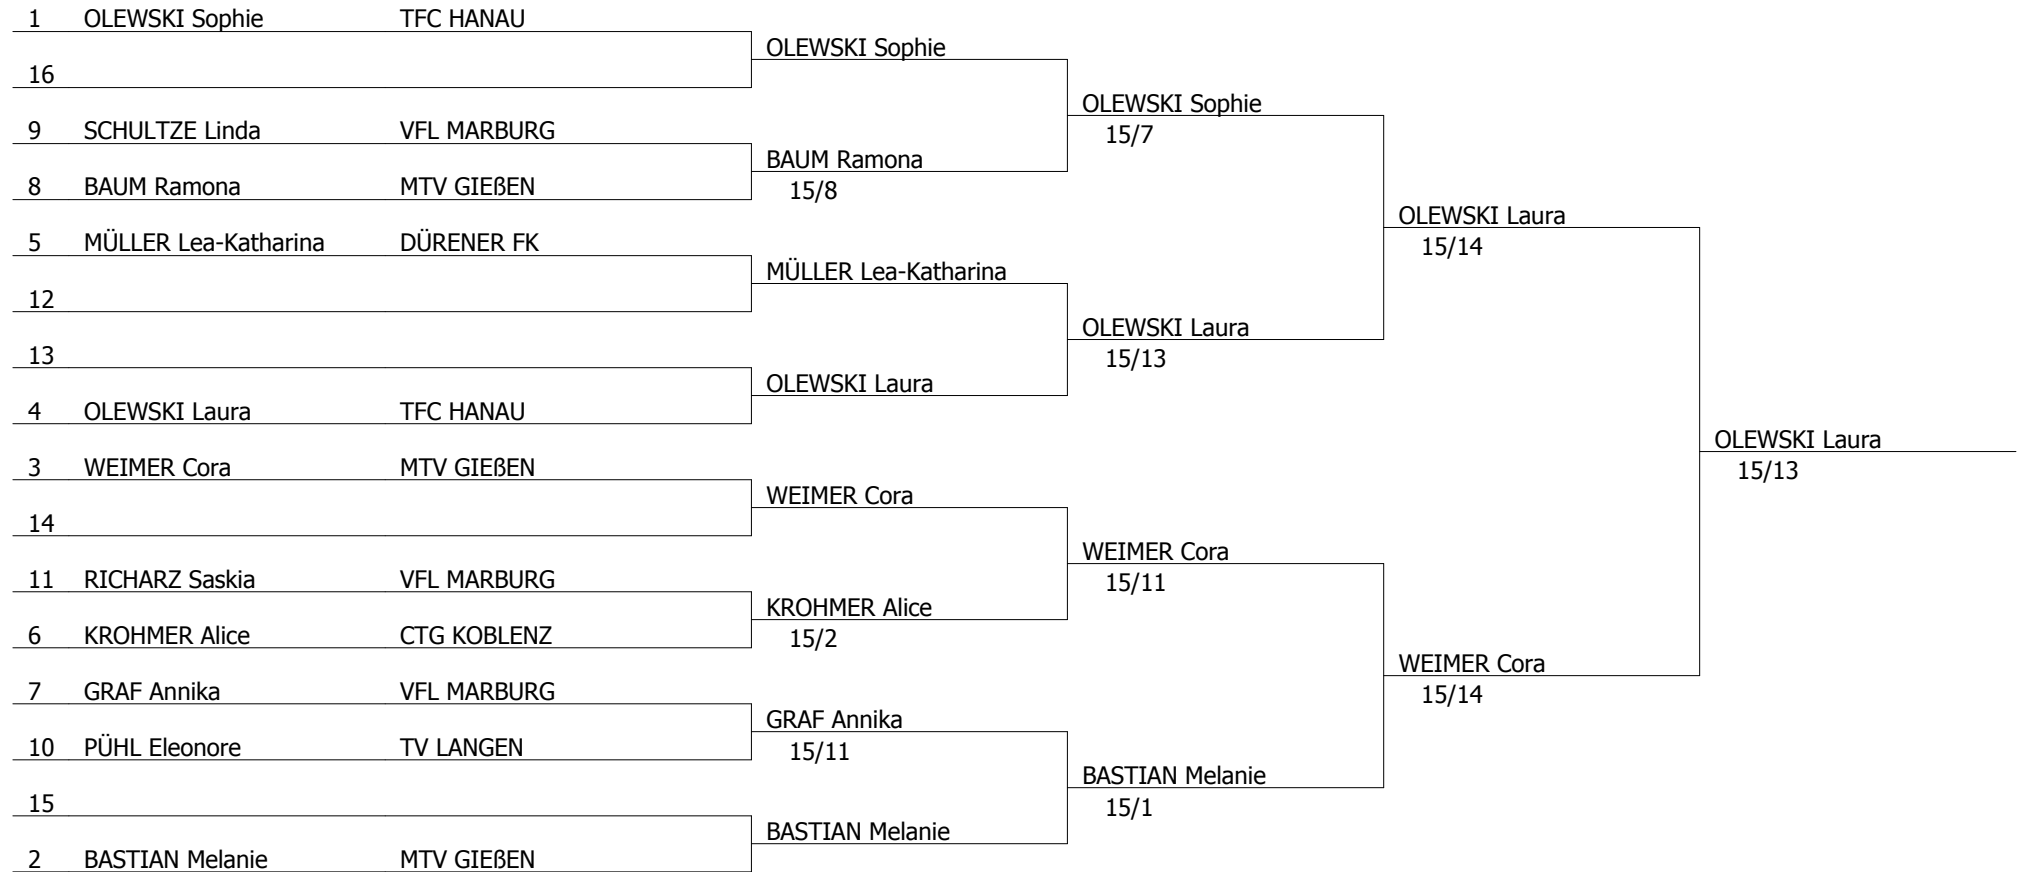 1 OLEWSKI Sophie TFC HANAU
OLEWSKI Sophie
16
OLEWSKI Sophie
15/7
9 SCHULTZE Linda VFL MARBURG
BAUM Ramona
15/8
8 BAUM Ramona MTV GIEßEN
OLEWSKI Laura
15/14
5 MÜLLER Lea-Katharina DÜRENER FK
MÜLLER Lea-Katharina
12
OLEWSKI Laura
15/13
13
OLEWSKI Laura
4 OLEWSKI Laura TFC HANAU
OLEWSKI Laura
15/13
3 WEIMER Cora MTV GIEßEN
WEIMER Cora
14
WEIMER Cora
15/11
11 RICHARZ Saskia VFL MARBURG
KROHMER Alice
15/2
6 KROHMER Alice CTG KOBLENZ
WEIMER Cora
15/14
7 GRAF Annika VFL MARBURG
GRAF Annika
15/11
10 PÜHL Eleonore TV LANGEN
BASTIAN Melanie
15/1
15
BASTIAN Melanie
2 BASTIAN Melanie MTV GIEßEN